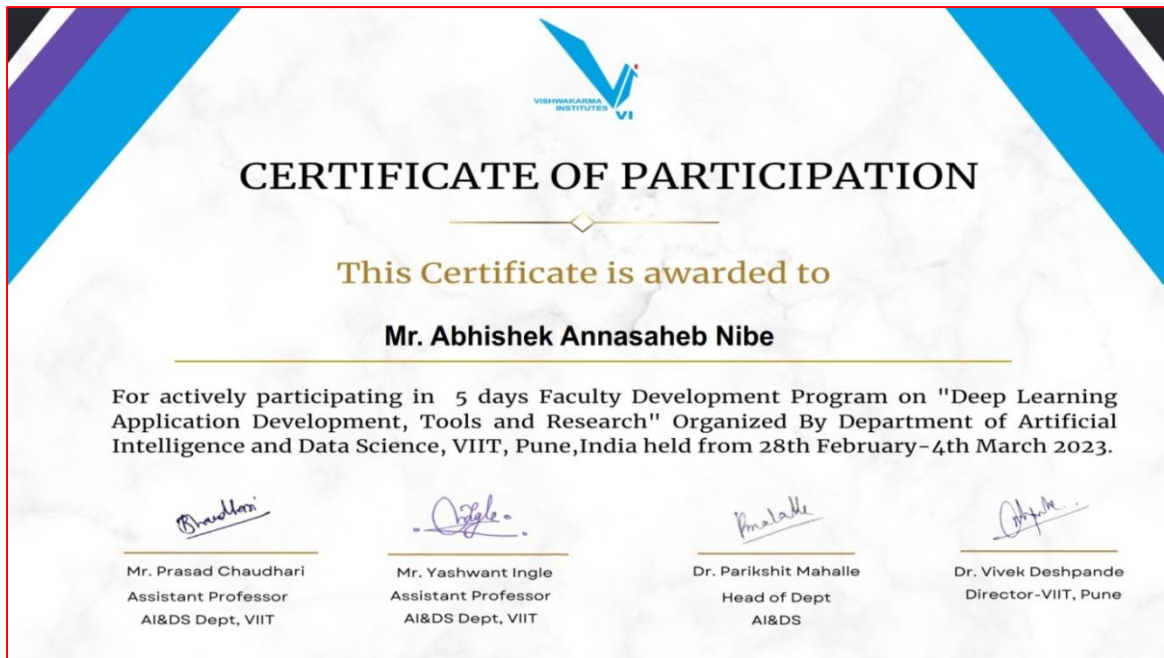 VISHWAKARMA
INSTITUTES
VI
CERTIFICATE OF PARTICIPATION
This Certificate is awarded to
Mr. Abhishek Annasaheb Nibe
For actively participating in 5 days Faculty Development Program on "Deep Learning
Application Development, Tools and Research" Organized By Department of Artificial
Intelligence and Data Science, VIIT, Pune,India held from 28th February-4th March 2023.
Mr. Prasad Chaudhari
Assistant Professor
AI&DS Dept, VIIT
Mr. Yashwant Ingle
Assistant Professor
AI&DS Dept, VIIT
Dr. Parikshit Mahalle
Head of Dept
AI&DS
Dr. Vivek Deshpande
Director-VIIT, Pune